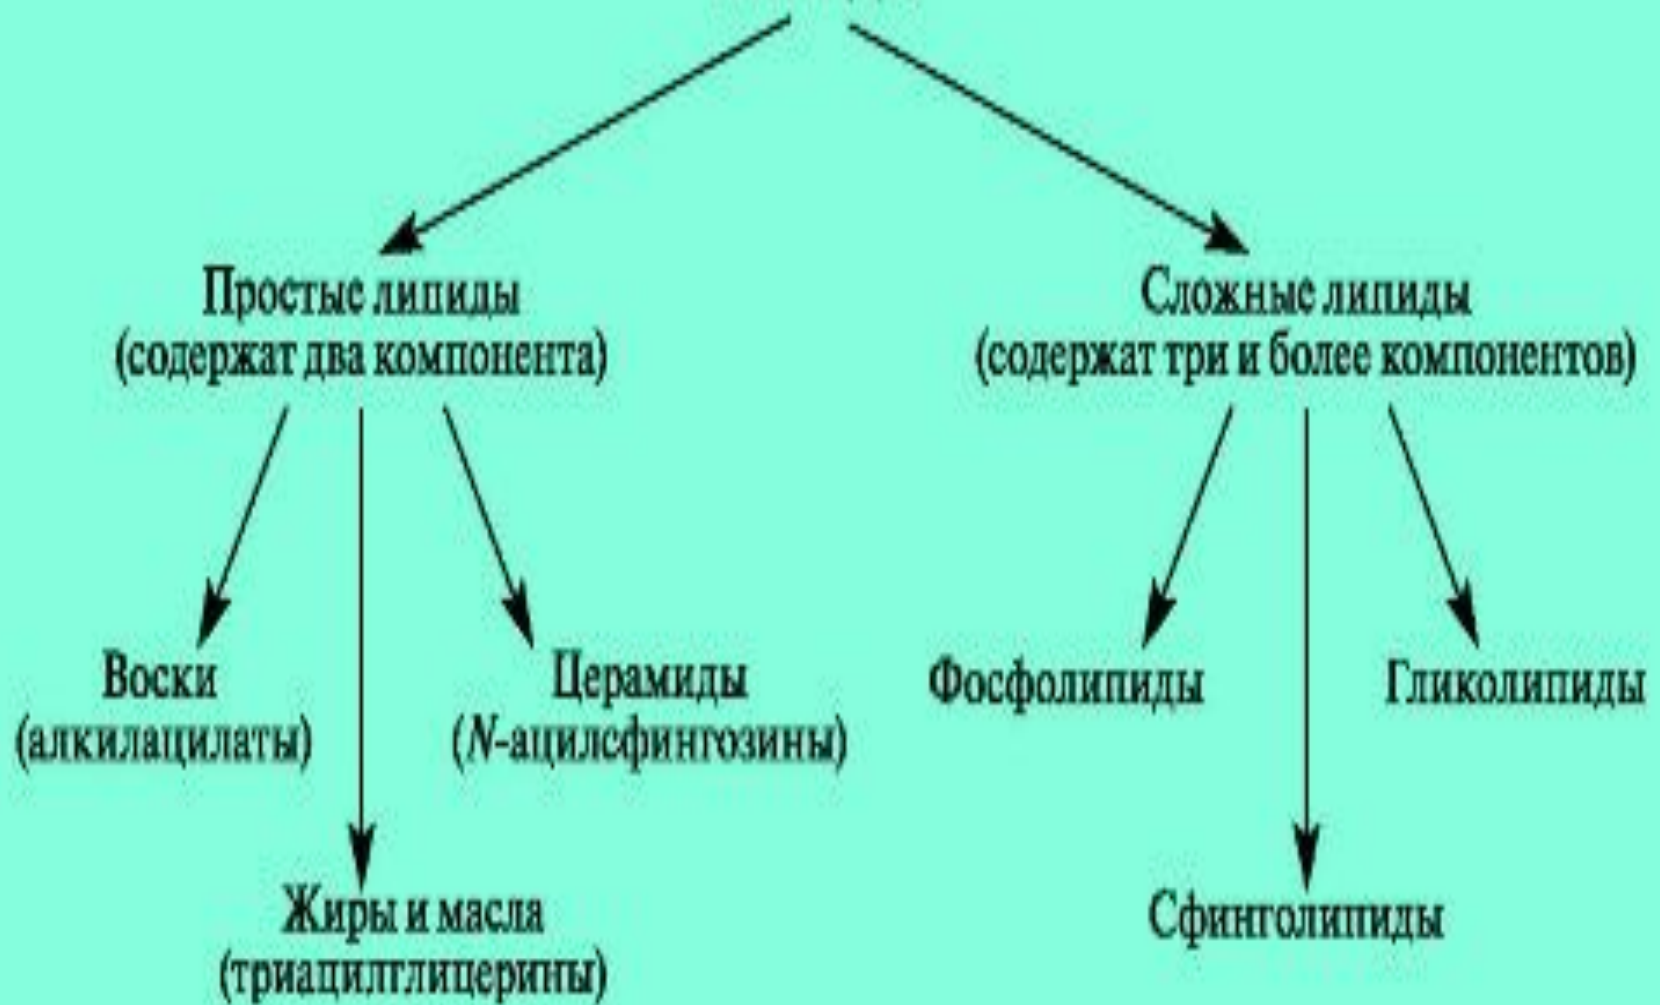 Простые липиды
(содержат два компонента)
Сложные липиды
(содержат три и более компонентов)
Воски
(алкилацилаты)
Церамиды
(N-ацилсфингозины)
Фосфолипиды
Гликолипиды
Жиры и масла
(триацилглицерины)
Сфинголипиды